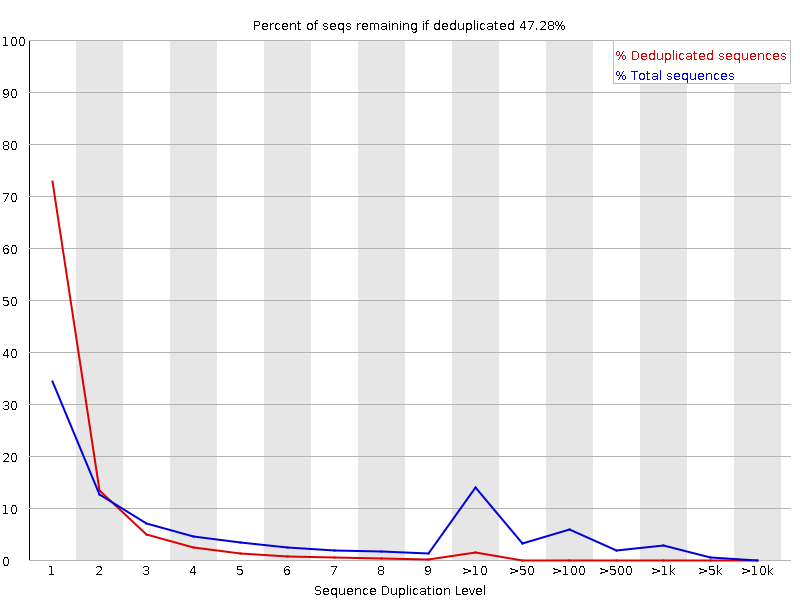 Percent of seqs remaining if deduplicated 47.28%
% Deduplicated sequences
% Total sequences
100
90
80
70
60
50
40
30
20
10
0
1 2 3 4 5 6 7 8 9 >10 >50 >100 >500 >1k >5k >10k
Sequence Duplication Level